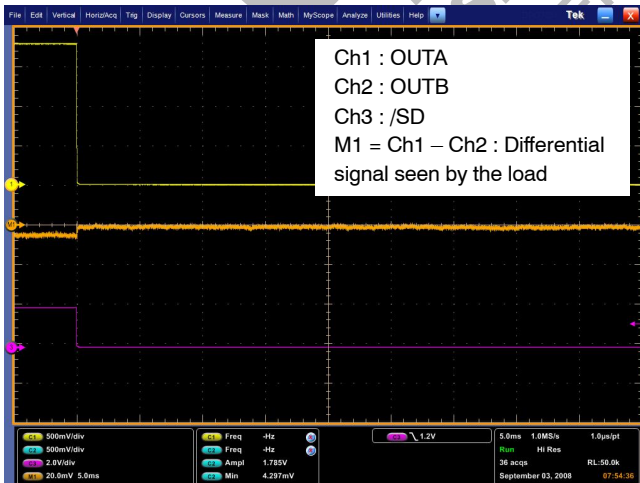 File Edit Vertical Horiz/Acq Trig Display Cursors Measure Mask Math MyScope Analyze Utilities Help Tek X
Ch1 : OUTA
Ch2 : OUTB
Ch3 : /SD
M1 = Ch1 – Ch2 : Differential
signal seen by the load
1
M1
C1 500mV/div
C2 500mV/div
C3 2.0V/div
M1 20.0mV 5.0ms
C1 Freq -Hz
C2 Freq -Hz
C2 Ampl 1.785V
C2 Min 4.297mV
C3 1.2V
5.0ms 1.0MS/s 1.0µs/pt
Run Hi Res
36 acqs RL:50.0k
September 03, 2008 07:54:36